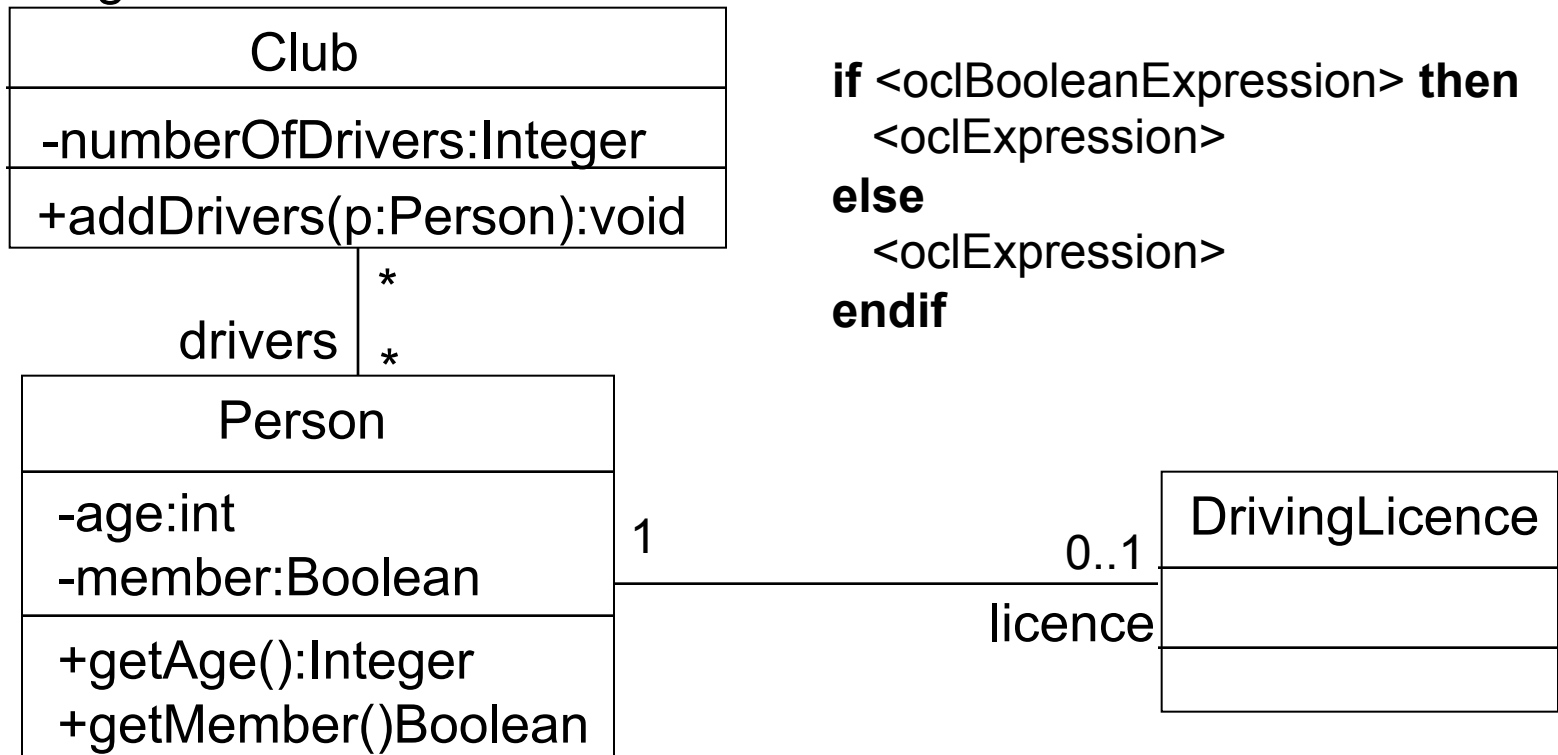 Club
-numberOfDrivers:Integer
+addDrivers(p:Person):void
if <oclBooleanExpression> then
<oclExpression>
else
<oclExpression>
endif
*
drivers
*
Person
-age:int
-member:Boolean
+getAge():Integer
+getMember()Boolean
1
0..1
licence
DrivingLicence